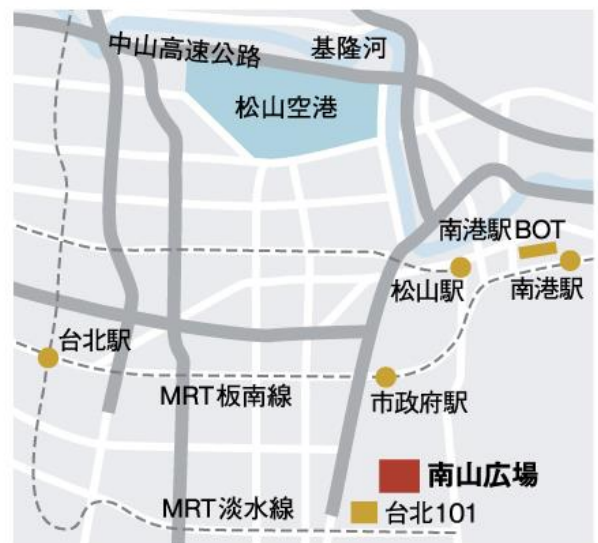 中山高速公路
基隆河
松山空港
南港駅BOT
松山駅
南港駅
台北駅
MRT板南線
市政府駅
南山広場
MRT淡水線
台北101